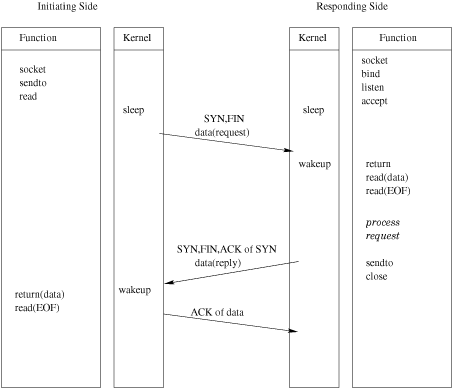 Initiating Side
Responding Side
Function
Kernel
Kernel
Function
socket
sendto
read
sleep
SYN,FIN
data(request)
sleep
socket
bind
listen
accept
wakeup
return
read(data)
read(EOF)
process
request
SYN,FIN,ACK of SYN
data(reply)
sendto
close
wakeup
return(data)
read(EOF)
ACK of data